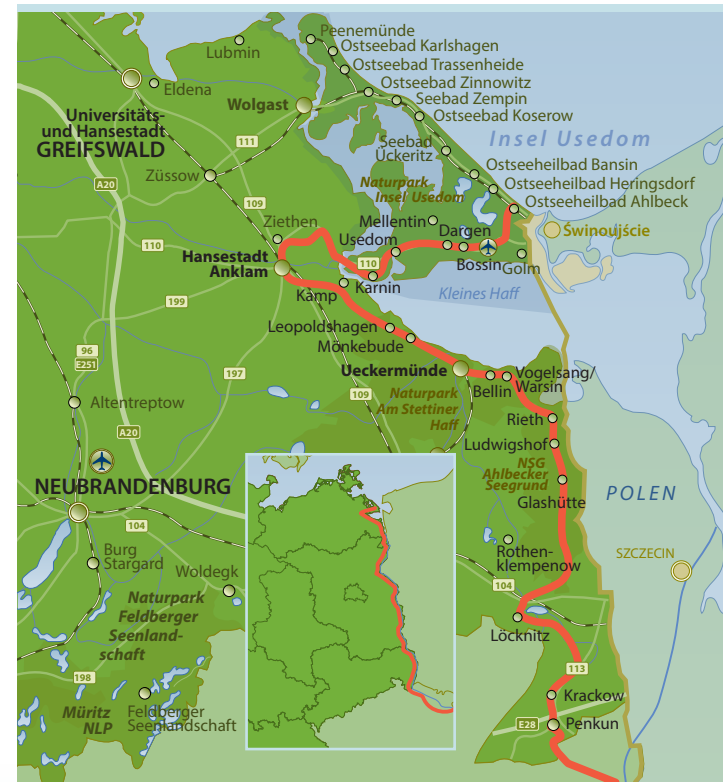 Peenemünde
Ostseebad Karlshagen
Lubmin
Ostseebad Trassenheide
Ostseebad Zinnowitz
Eldena
Seebad Zempin
Wolgast
Ostseebad Koserow
Universitäts-
und Hansestadt
GREIFSWALD
Insel Usedom
111
Seebad
Ückeritz
Ostseeheilbad Bansin
Züssow
Naturpark
Insel Usedom
Ostseeheilbad Heringsdorf
A20
109
Ostseeheilbad Ahlbeck
Ziethen
Mellentin
Świnoujście
110
Usedom
Dargen
Hansestadt
Anklam
110
Bossin
Golm
Karnin
Kamp
Kleines Haff
199
Leopoldshagen
Mönkebude
96
E251
197
Ueckermünde
Vogelsang/
Warsin
Bellin
109
Naturpark
Am Stettiner
Haff
Altentreptow
Rieth
A20
Ludwigshof
NSG
Ahlbecker
Seegrund
NEUBRANDENBURG
POLEN
Glashütte
104
Rothen-
klempenow
SZCZECIN
Burg
Stargard
Woldegk
104
Naturpark
Feldberger
Seenland-
schaft
Löcknitz
113
198
Krackow
Müritz
NLP
Feldberger
Seenlandschaft
E28
Penkun